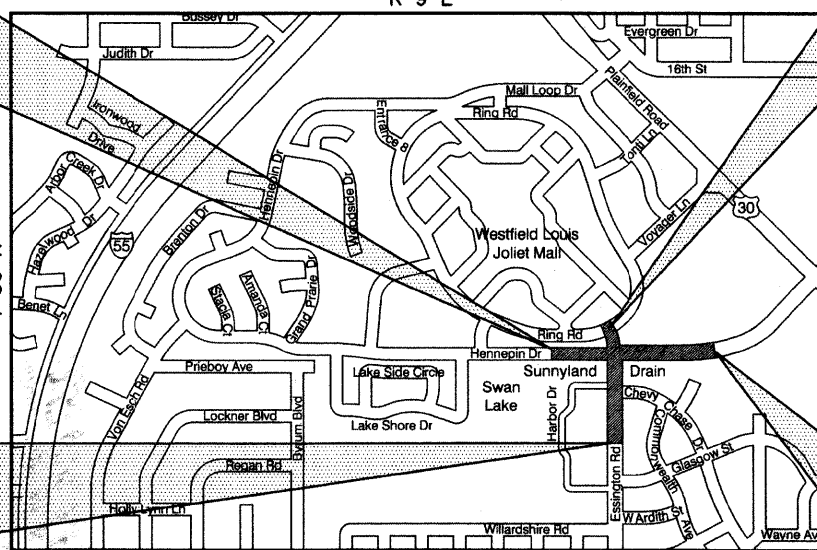 R 9 E
Bussey Dr
Evergreen Dr
Judith Dr
16th St
Plainfield Road
Mall Loop Dr
Ironwood
Drive
Entrance 8
Ring Rd
Tonti Ln
Arbor
Creek Dr
Hennepin Dr
Woodside Dr
Voyager Ln
30
Hazelwood Dr
55
Brenton Dr
Westfield Louis
Joliet Mall
Grand Prarie Dr
Amanda Ct
Stacia Ct
Benet Ln
Ring Rd
Hennepin Dr
Prieboy Ave
Lake Side Circle
Sunnyland Drain
Swan
Lake
Harbor Dr
Chevy
Chase Dr
Von Esch Rd
Lockner Blvd
Byrum Blvd
Lake Shore Dr
Commonwealth
Ave
Glasgow St
Regan Rd
Essington Rd
Holly Lynn Ln
Willardshire Rd
W Ardith St
Wayne Av